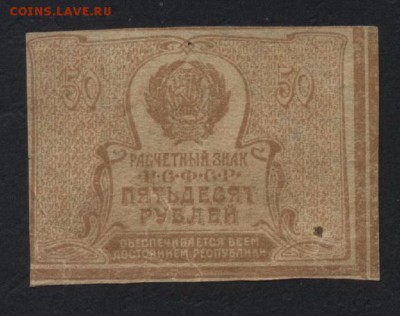 COINS.LAVE.RU
50 50
РАСЧЕТНЫЙ ЗНАК
Р.С.Ф.С.Р.
ПЯТЬДЕСЯТ
РУБЛЕЙ
ОБЕСПЕЧИВАЕТСЯ ВСЕМ
ДОСТОЯНИЕМ РЕСПУБЛИКИ